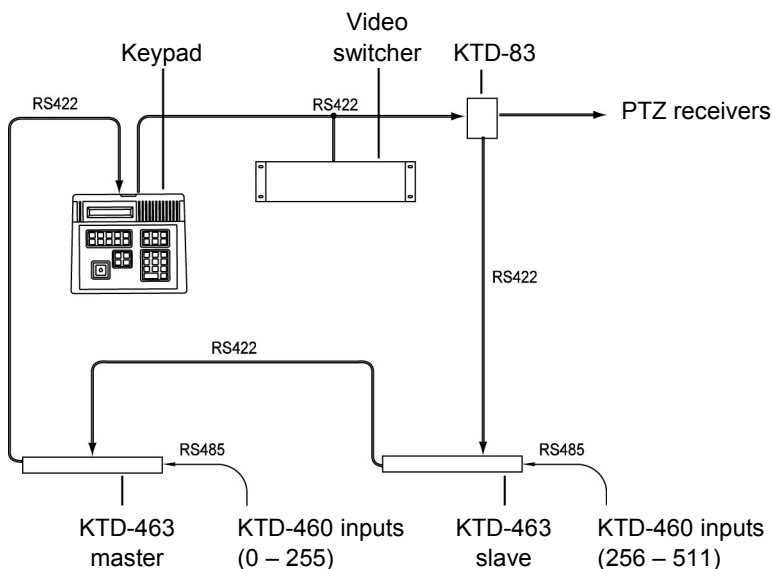 Video
switcher
Keypad
KTD-83
RS422
RS422
PTZ receivers
RS422
RS422
RS485
RS485
KTD-463
master
KTD-460 inputs
(0 – 255)
KTD-463
slave
KTD-460 inputs
(256 – 511)